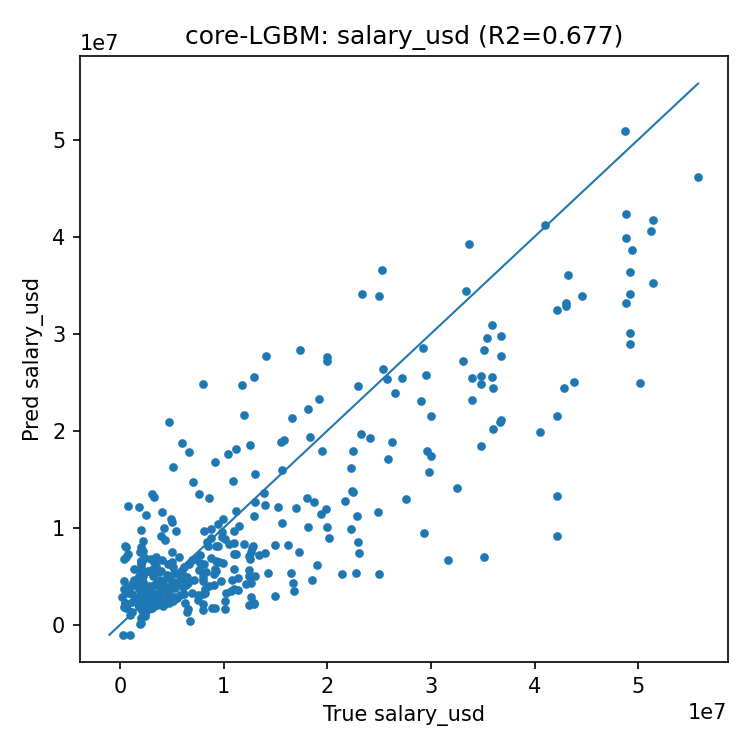 core-LGBM: salary_usd (R2=0.677)
1e7
5
4
3
2
1
0
Pred salary_usd
0 1 2 3 4 5
True salary_usd
1e7